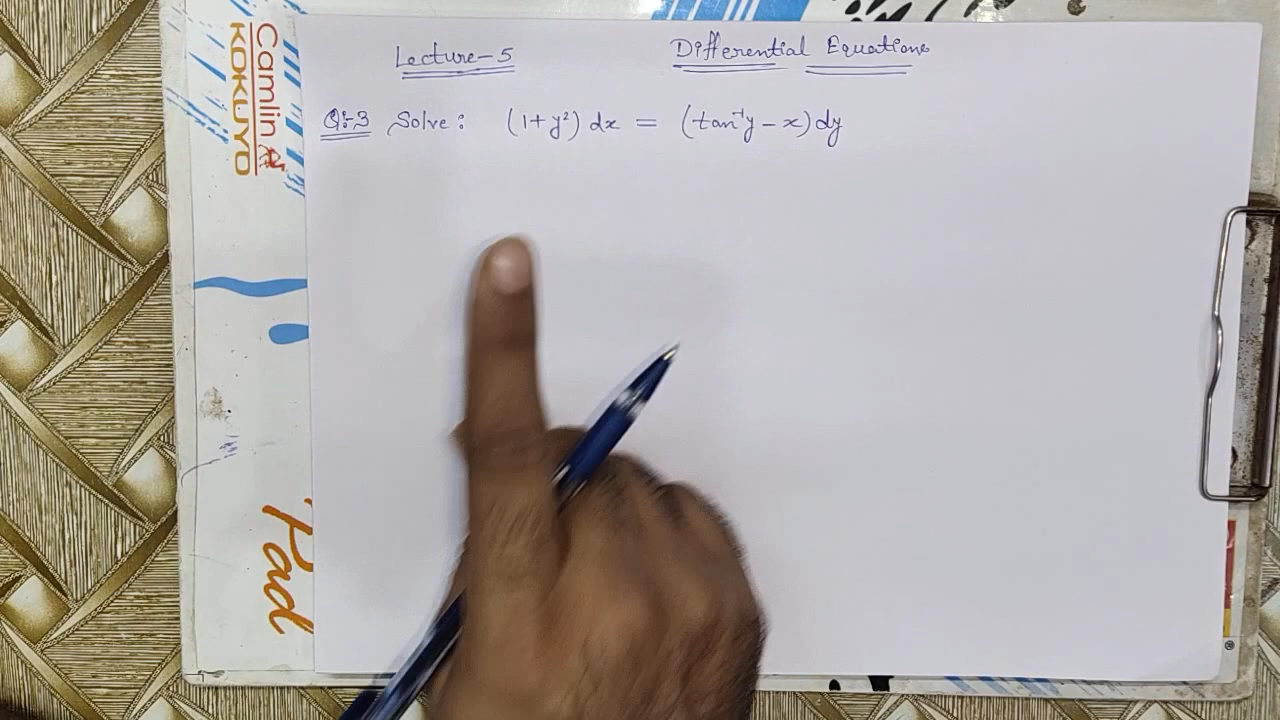 Lecture-5
Differential Equations
Q:-3 Solve: (1+y²) dx = (tan⁻¹y – x) dy
Camlin
KOKUYO
Pad